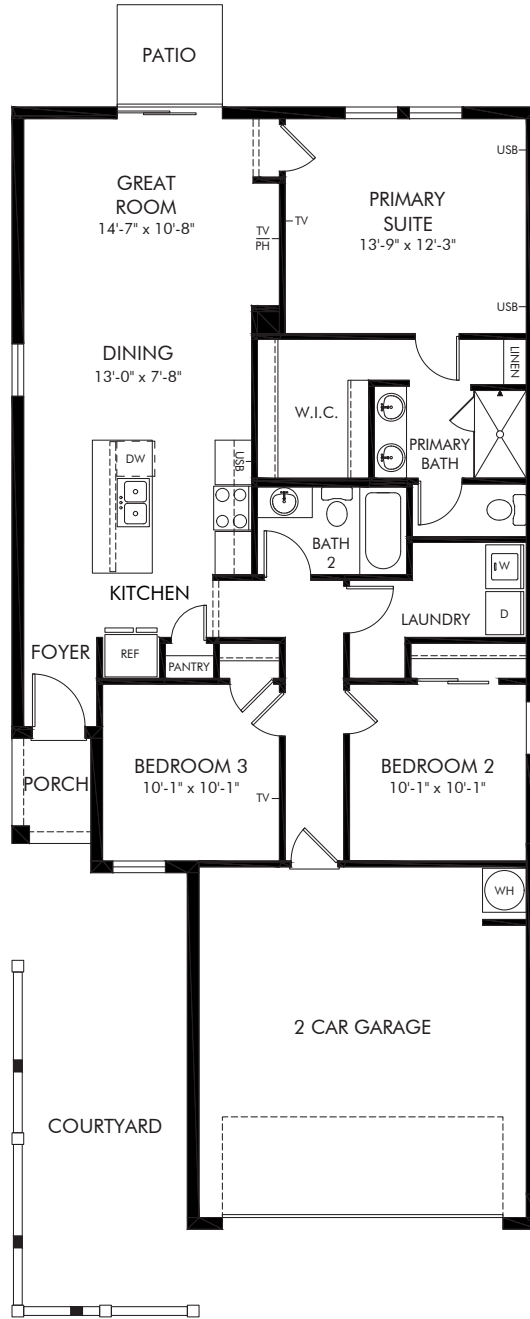 PATIO
GREAT
ROOM
14'-7" x 10'-8"
TV
PH
TV
USB
PRIMARY
SUITE
13'-9" x 12'-3"
USB
DINING
13'-0" x 7'-8"
LINEN
W.I.C.
PRIMARY
BATH
DW
USB
BATH
2
W
D
LAUNDRY
KITCHEN
FOYER
REF
PANTRY
PORCH
BEDROOM 3
10'-1" x 10'-1"
TV
BEDROOM 2
10'-1" x 10'-1"
WH
2 CAR GARAGE
COURTYARD